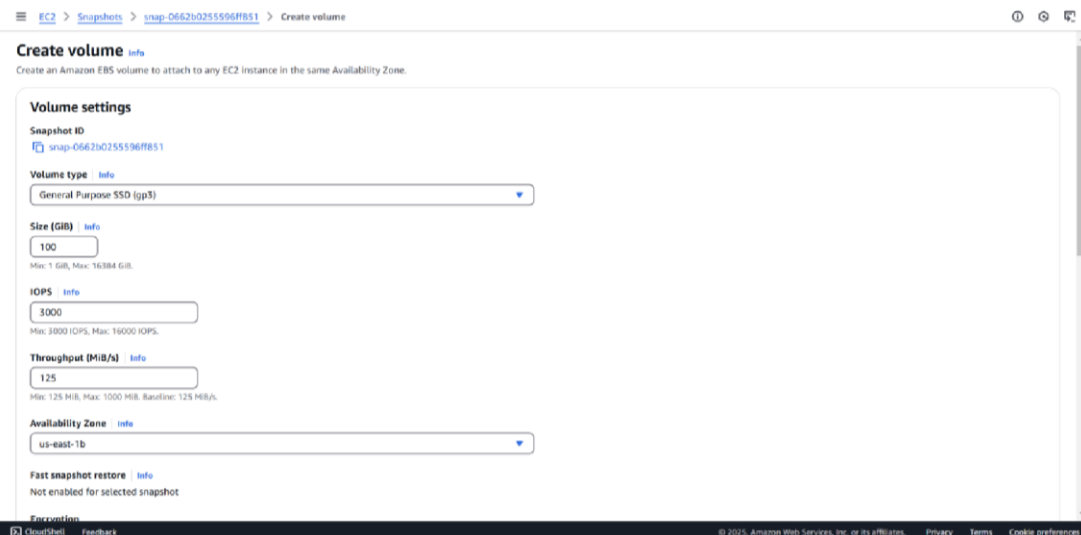 EC2 > Snapshots > snap-0662b0255596ff851 > Create volume
Create volume Info
Create an Amazon EBS volume to attach to any EC2 instance in the same Availability Zone.
Volume settings
Snapshot ID
snap-0662b0255596ff851
Volume type | Info
General Purpose SSD (gp3)
Size (GiB) | Info
100
Min: 1 GiB, Max: 16384 GiB.
IOPS | Info
3000
Min: 3000 IOPS, Max: 16000 IOPS.
Throughput (MiB/s) | Info
125
Min: 125 MiB, Max: 1000 MiB. Baseline: 125 MiB/s.
Availability Zone | Info
us-east-1b
Fast snapshot restore | Info
Not enabled for selected snapshot
Encryption
CloudShell Feedback © 2025, Amazon Web Services, Inc. or its affiliates. Privacy Terms Cookie preferences